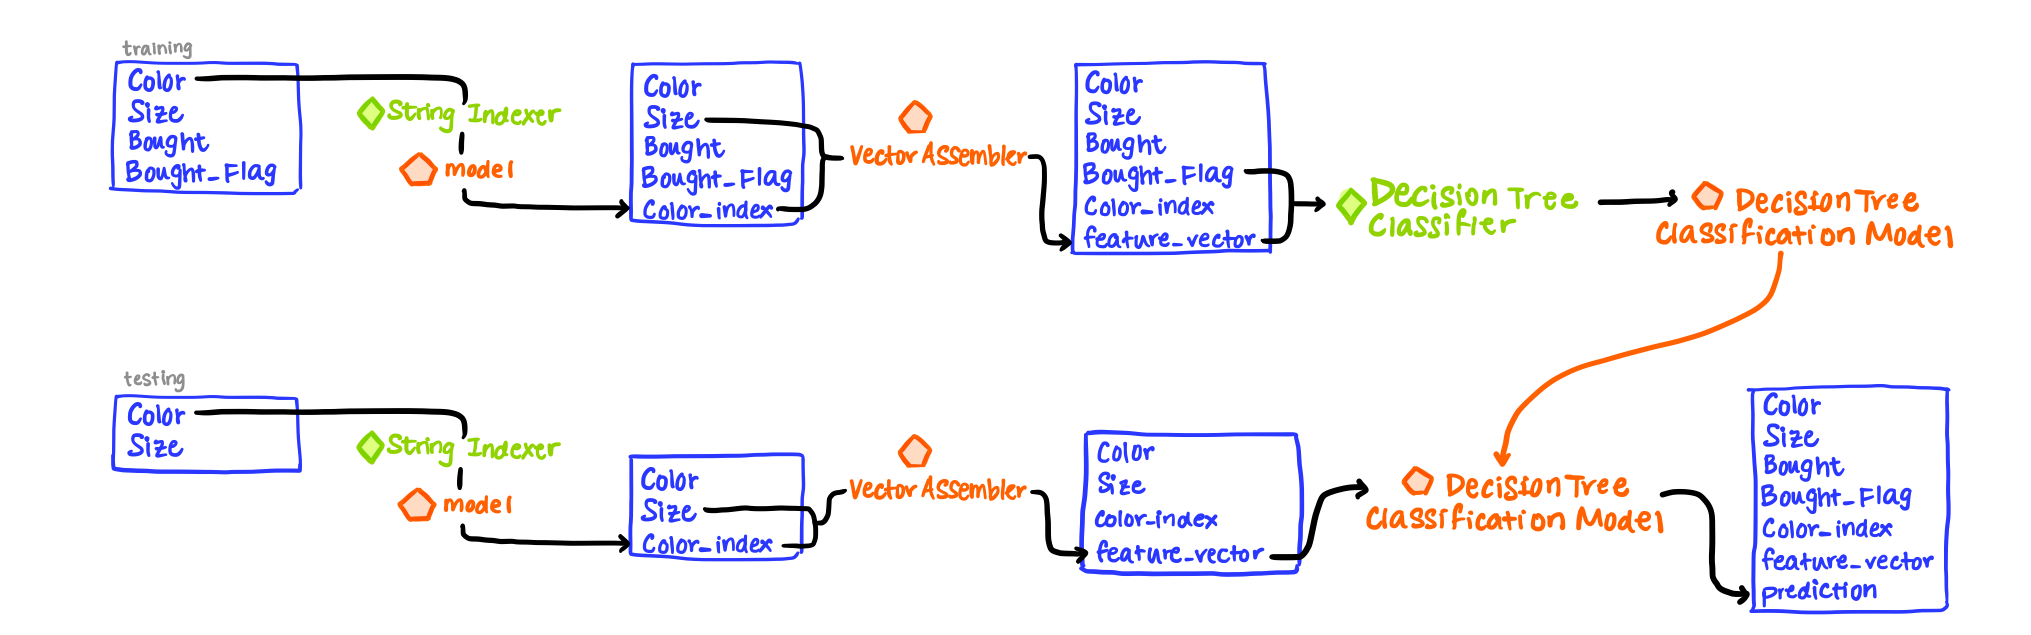 training
Color
Size
Bought
Bought_Flag
String Indexer
model
Color
Size
Bought
Bought_Flag
Color_index
Vector Assembler
Color
Size
Bought
Bought_Flag
Color_index
feature_vector
Decision Tree
Classifier
Decision Tree
Classification Model
testing
Color
Size
String Indexer
model
Color
Size
Color_index
Vector Assembler
Color
Size
color-index
feature_vector
Decision Tree
Classification Model
Color
Size
Bought
Bought_Flag
Color_index
feature_vector
prediction